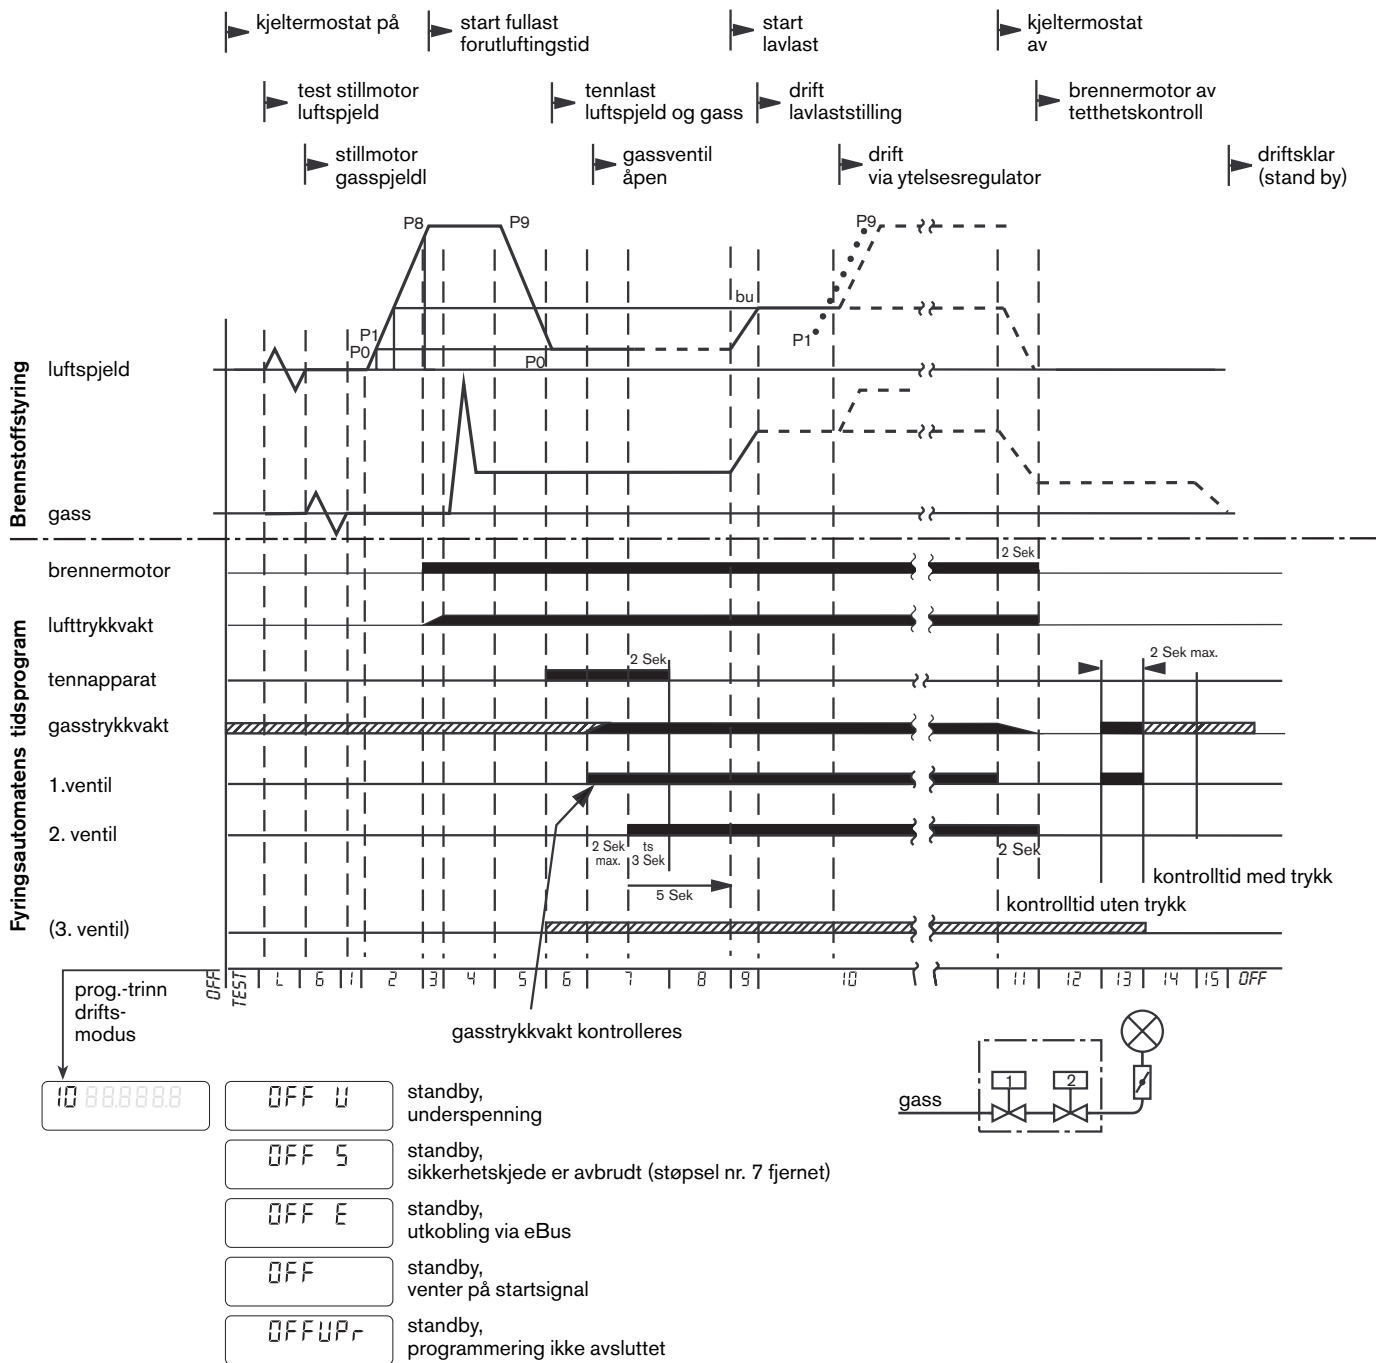 kjeltermostat på
start fullast
forutluftingstid
start
lavlast
kjeltermostat
av
test stillmotor
luftspjeld
tennlast
luftspjeld og gass
drift
lavlaststilling
brennermotor av
tetthetskontroll
stillmotor
gasspjeldl
gassventil
åpen
drift
via ytelsesregulator
driftsklar
(stand by)
P8
P9
P9
bu
P1
P0
P0
P1
Brennstoffstyring
luftspjeld
gass
Fyringsautomatens tidsprogram
brennermotor
2 Sek
lufttrykkvakt
tennapparat
2 Sek
2 Sek max.
gasstrykkvakt
1.ventil
2. ventil
2 Sek
max.
ts
3 Sek
2 Sek
5 Sek
kontrolltid med trykk
kontrolltid uten trykk
(3. ventil)
OFF TEST L G 1 2 3 4 5 6 7 8 9 10 11 12 13 14 15 OFF
prog.-trinn
drifts-
modus
gasstrykkvakt kontrolleres
10 88.888.8
OFF U
standby,
underspenning
gass
1
2
OFF S
standby,
sikkerhetskjede er avbrudt (støpsel nr. 7 fjernet)
OFF E
standby,
utkobling via eBus
OFF
standby,
venter på startsignal
OFFUPr
standby,
programmering ikke avsluttet